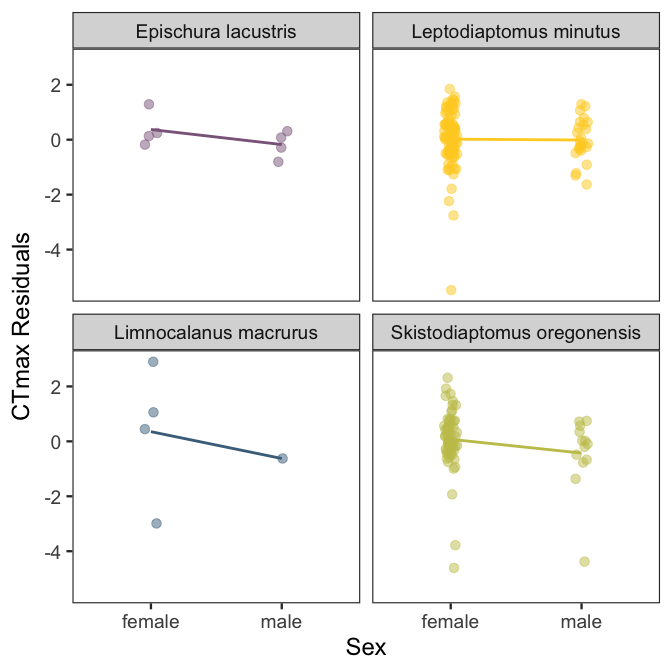 Epischura lacustris
Leptodiaptomus minutus
2
0
-2
-4
Limnocalanus macrurus
Skistodiaptomus oregonensis
2
0
-2
-4
CTmax Residuals
female
male
female
male
Sex